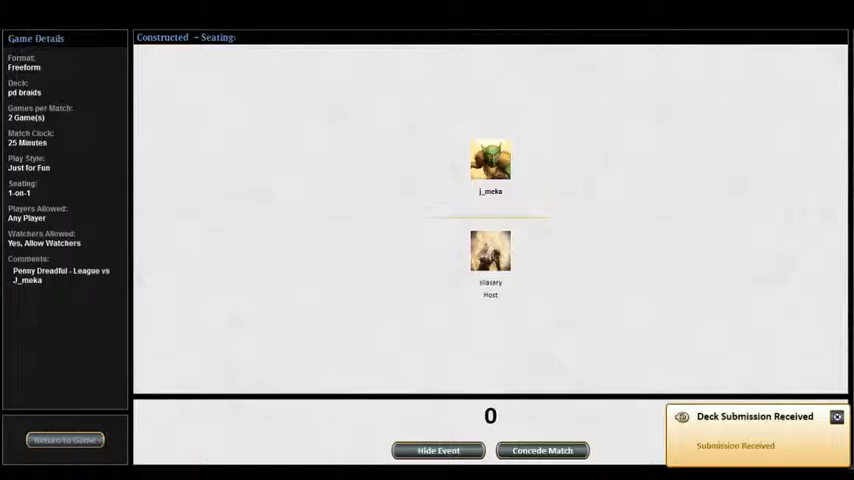 Game Details
Constructed - Seating:
Format:
Freeform
Deck:
pd braids
Games per Match:
2 Game(s)
Match Clock:
25 Minutes
Play Style:
Just for Fun
Seating:
1-on-1
Players Allowed:
Any Player
Watchers Allowed:
Yes, Allow Watchers
Comments:
Penny Dreadful - League vs
J_meka
j_meka
silasary
Host
0
Return to Game
Hide Event
Concede Match
Deck Submission Received
Submission Received.